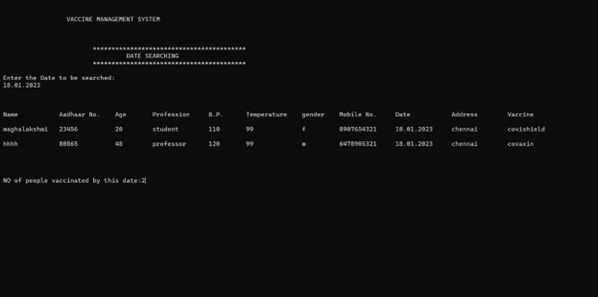 VACCINE MANAGEMENT SYSTEM
*****************************************
DATE SEARCHING
*****************************************
Enter the Date to be searched:
18.01.2023
Name Aadhaar No. Age Profession B.P. Temperature gender Mobile No. Date Address Vaccine
maghalakshmi 23456 20 student 110 99 f 8907654321 18.01.2023 chennai covishield
hhhh 80865 48 professor 120 99 m 6478905321 18.01.2023 chennai covaxin
NO of people vaccinated by this date:2